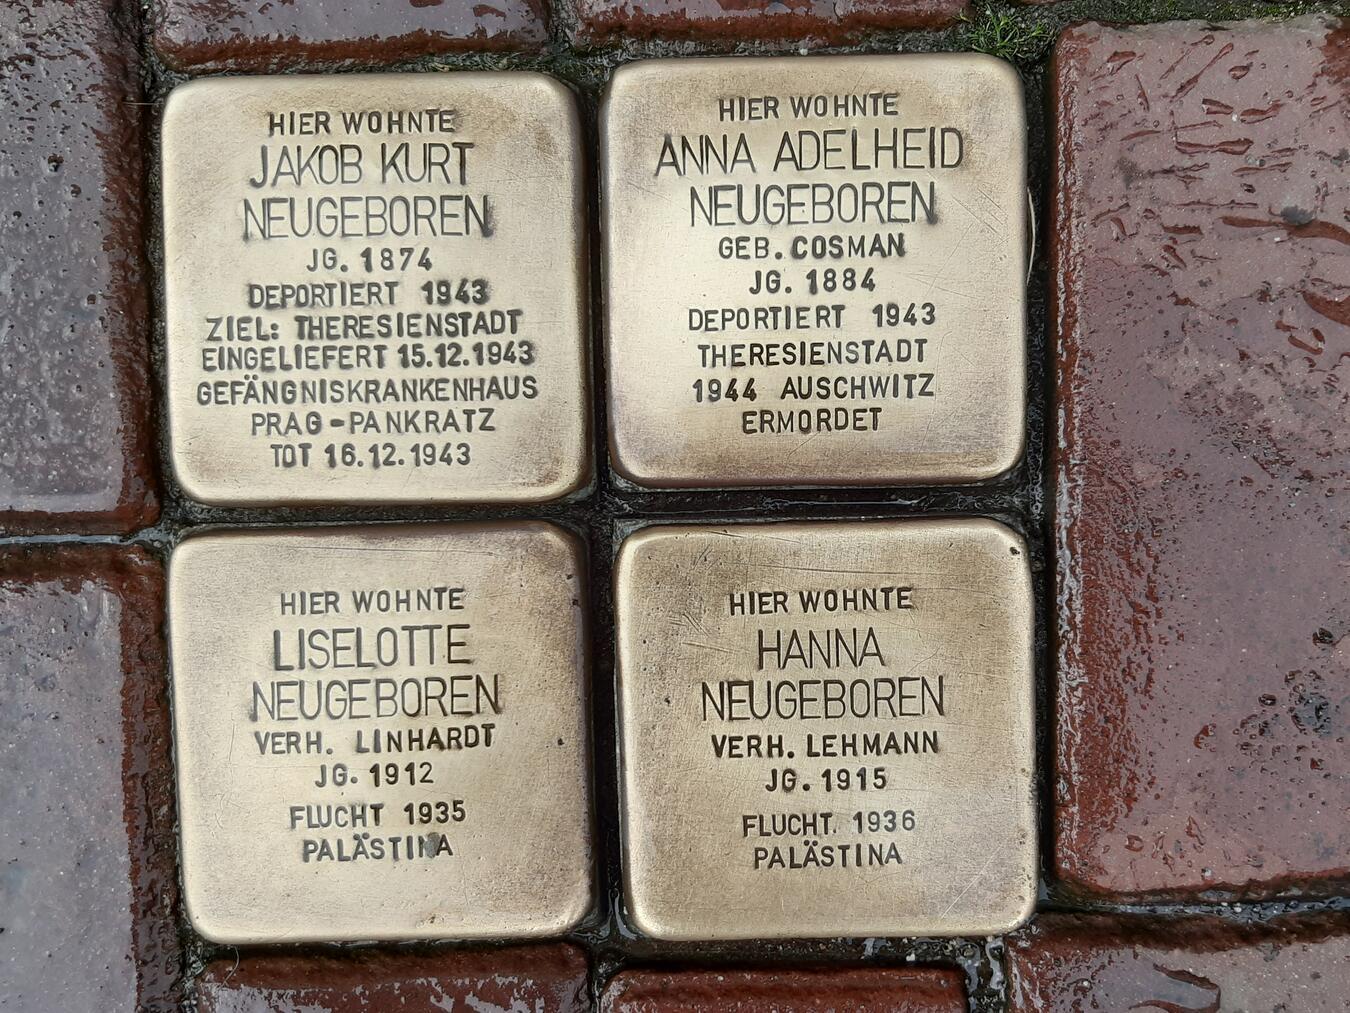 HIER WOHNTE
JAKOB KURT
NEUGEBOREN
JG. 1874
DEPORTIERT 1943
ZIEL: THERESIENSTADT
EINGELIEFERT 15.12.1943
GEFÄNGNISKRANKENHAUS
PRAG-PANKRATZ
TOT 16.12.1943
HIER WOHNTE
ANNA ADELHEID
NEUGEBOREN
GEB. COSMAN
JG. 1884
DEPORTIERT 1943
THERESIENSTADT
1944 AUSCHWITZ
ERMORDET
HIER WOHNTE
LISELOTTE
NEUGEBOREN
VERH. LINHARDT
JG. 1912
FLUCHT 1935
PALÄSTINA
HIER WOHNTE
HANNA
NEUGEBOREN
VERH. LEHMANN
JG. 1915
FLUCHT. 1936
PALÄSTINA